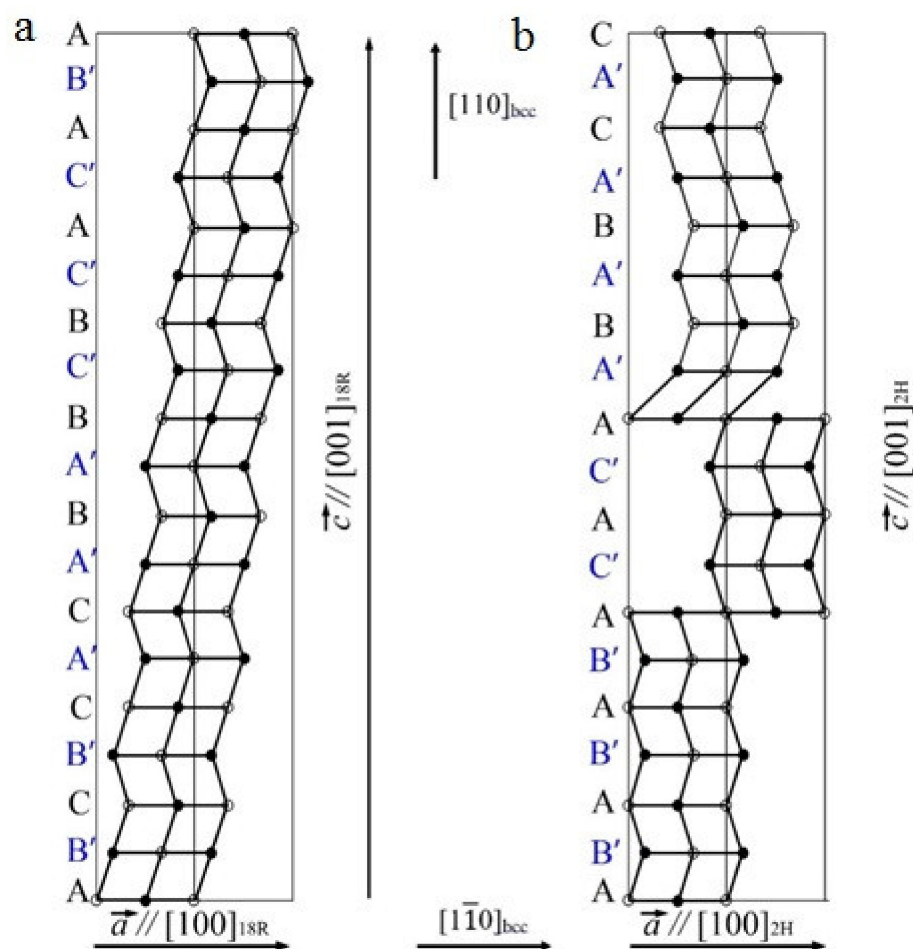 a
A
B′
A
C′
A
C′
B
C′
B
A′
B
A′
C
A′
C
B′
C
B′
A
a⃗ // [100]18R
c⃗ // [001]18R
[110]bcc
[11̄0]bcc
b
C
A′
C
A′
B
A′
B
A′
A
C′
A
C′
A
B′
A
B′
A
B′
A
a⃗ // [100]2H
c⃗ // [001]2H